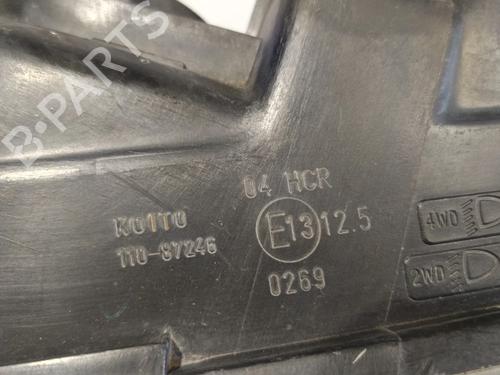 B-PARTS
04 HCR
KOITO
110-87246
E13 12.5
0269
4WD
2WD